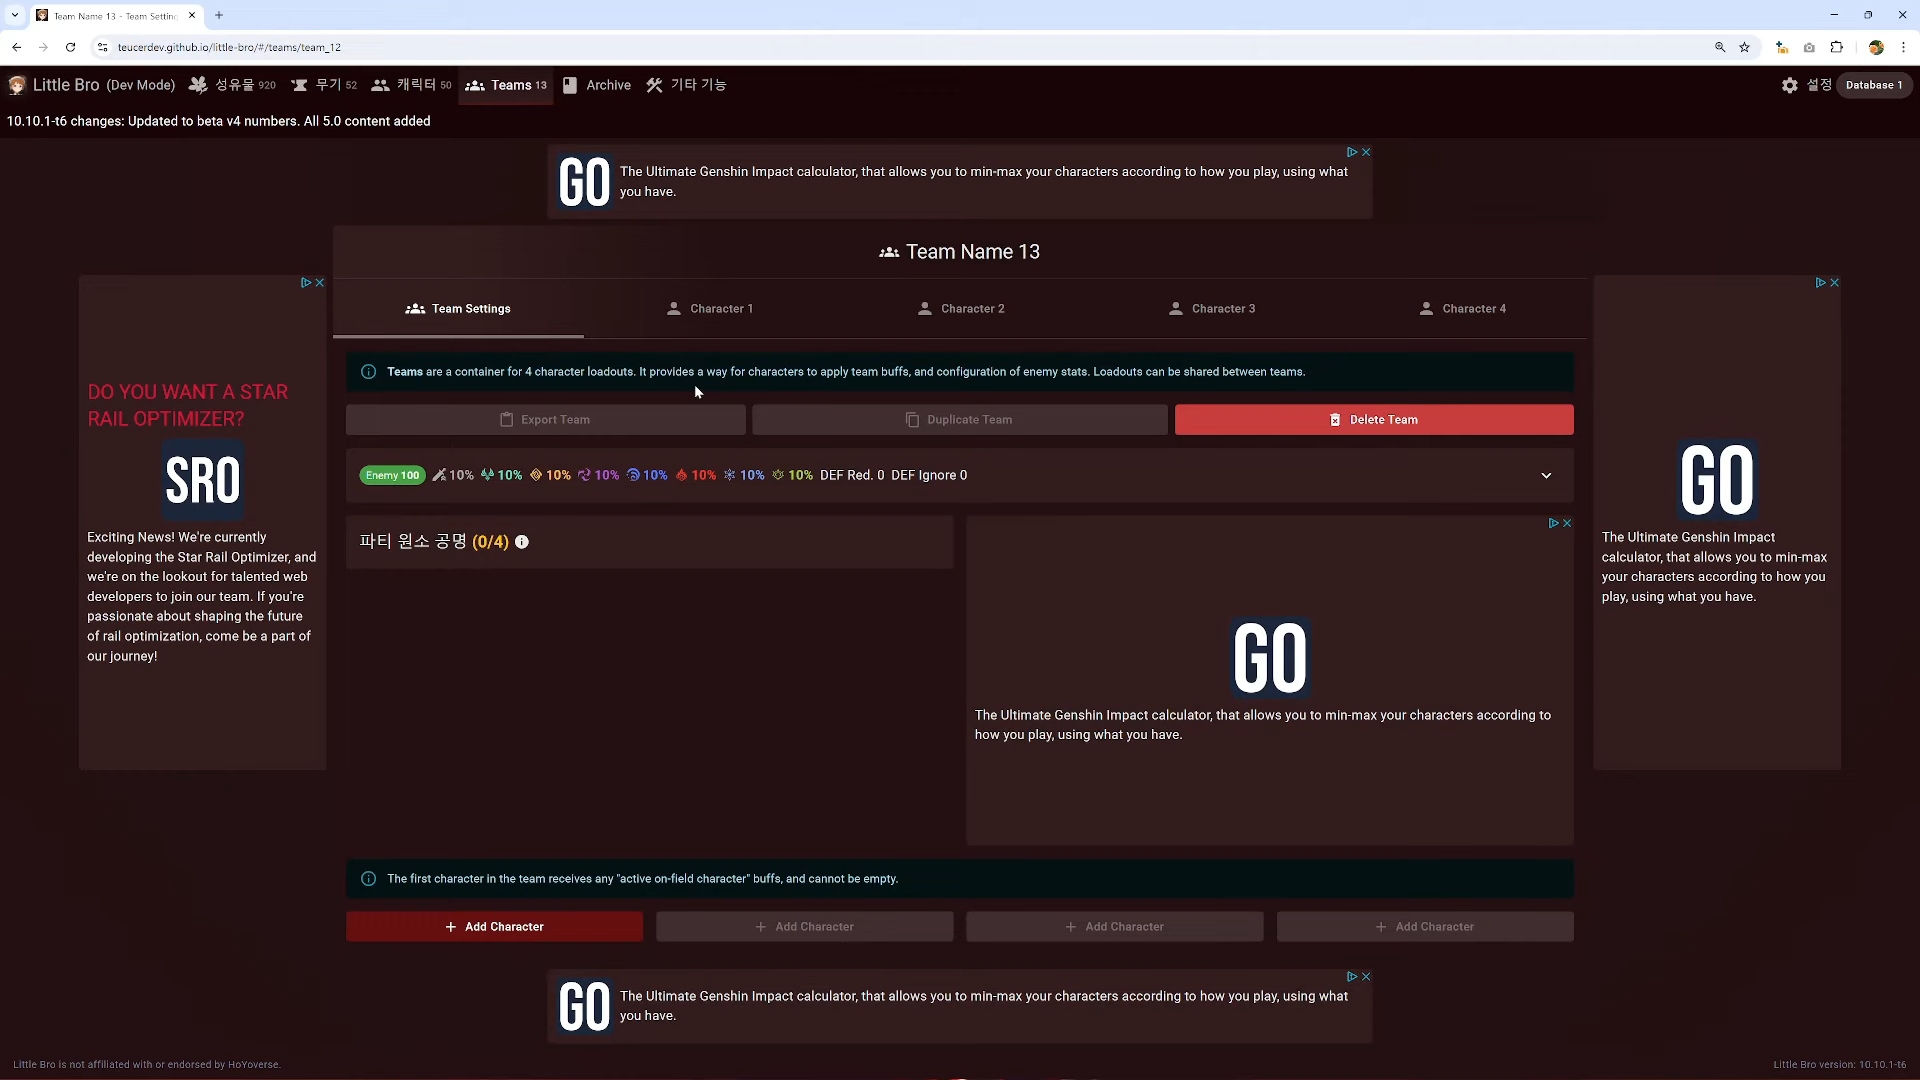 Team Name 13 - Team Setting
teucerdev.github.io/little-bro/#/teams/team_12
Little Bro (Dev Mode) 성유물 920 무기 52 캐릭터 50 Teams 13 Archive 기타 기능 설정 Database 1
10.10.1-t6 changes: Updated to beta v4 numbers. All 5.0 content added
GO
The Ultimate Genshin Impact calculator, that allows you to min-max your characters according to how you play, using what
you have.
Team Name 13
Team Settings Character 1 Character 2 Character 3 Character 4
Teams are a container for 4 character loadouts. It provides a way for characters to apply team buffs, and configuration of enemy stats. Loadouts can be shared between teams.
Export Team Duplicate Team Delete Team
Enemy 100 10% 10% 10% 10% 10% 10% 10% 10% DEF Red. 0 DEF Ignore 0
파티 원소 공명 (0/4)
DO YOU WANT A STAR
RAIL OPTIMIZER?
SRO
Exciting News! We're currently
developing the Star Rail Optimizer, and
we're on the lookout for talented web
developers to join our team. If you're
passionate about shaping the future
of rail optimization, come be a part of
our journey!
GO
The Ultimate Genshin Impact calculator, that allows you to min-max your characters according to
how you play, using what you have.
GO
The Ultimate Genshin Impact
calculator, that allows you to min-max
your characters according to how you
play, using what you have.
The first character in the team receives any "active on-field character" buffs, and cannot be empty.
+ Add Character + Add Character + Add Character + Add Character
GO
The Ultimate Genshin Impact calculator, that allows you to min-max your characters according to how you play, using what
you have.
Little Bro is not affiliated with or endorsed by HoYoverse. Little Bro version: 10.10.1-t6